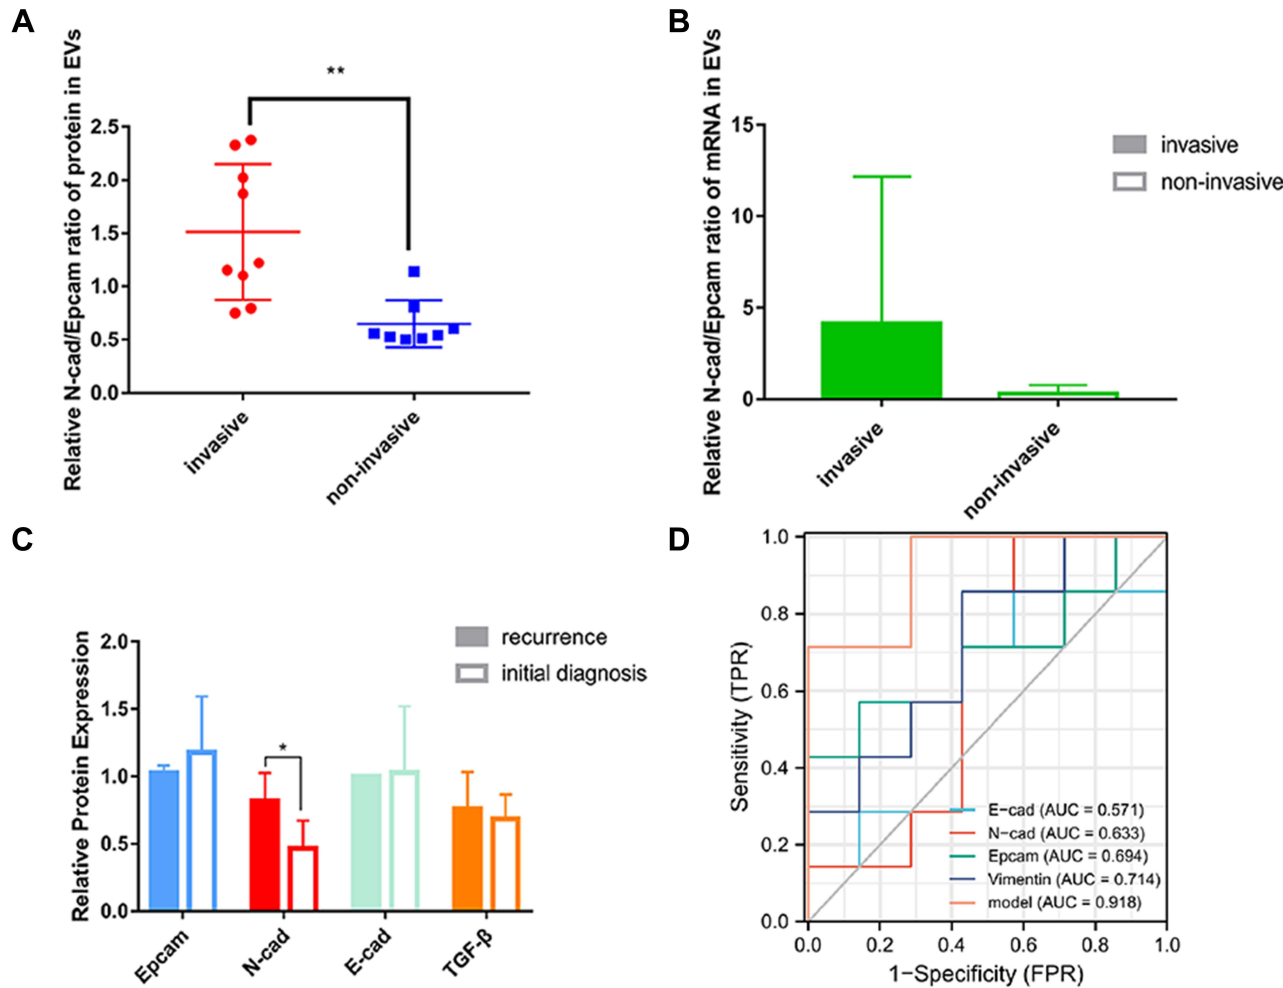 A
Relative N-cad/Epcam ratio of protein in EVs
**
2.5
2.0
1.5
1.0
0.5
0.0
invasive
non-invasive
B
Relative N-cad/Epcam ratio of mRNA in EVs
15
10
5
0
invasive
non-invasive
invasive
non-invasive
C
Relative Protein Expression
2.0
1.5
1.0
0.5
0.0
recurrence
initial diagnosis
*
Epcam
N-cad
E-cad
TGF-β
D
Sensitivity (TPR)
1.0
0.8
0.6
0.4
0.2
0.0
E-cad (AUC = 0.571)
N-cad (AUC = 0.633)
Epcam (AUC = 0.694)
Vimentin (AUC = 0.714)
model (AUC = 0.918)
0.0 0.2 0.4 0.6 0.8 1.0
1-Specificity (FPR)